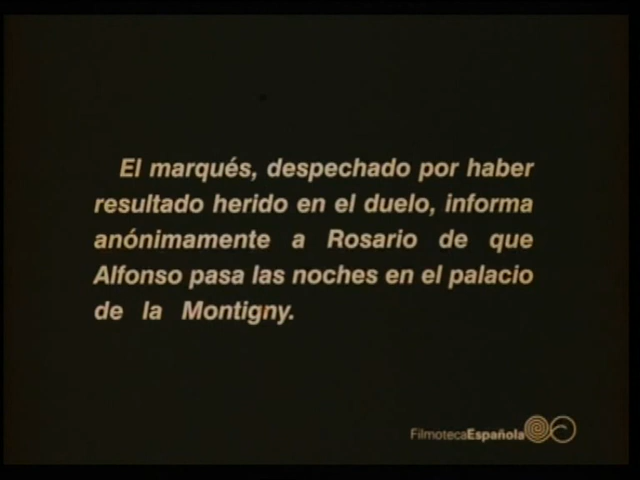 El marqués, despechado por haber
resultado herido en el duelo, informa
anónimamente a Rosario de que
Alfonso pasa las noches en el palacio
de la Montigny.
FilmotecaEspañola